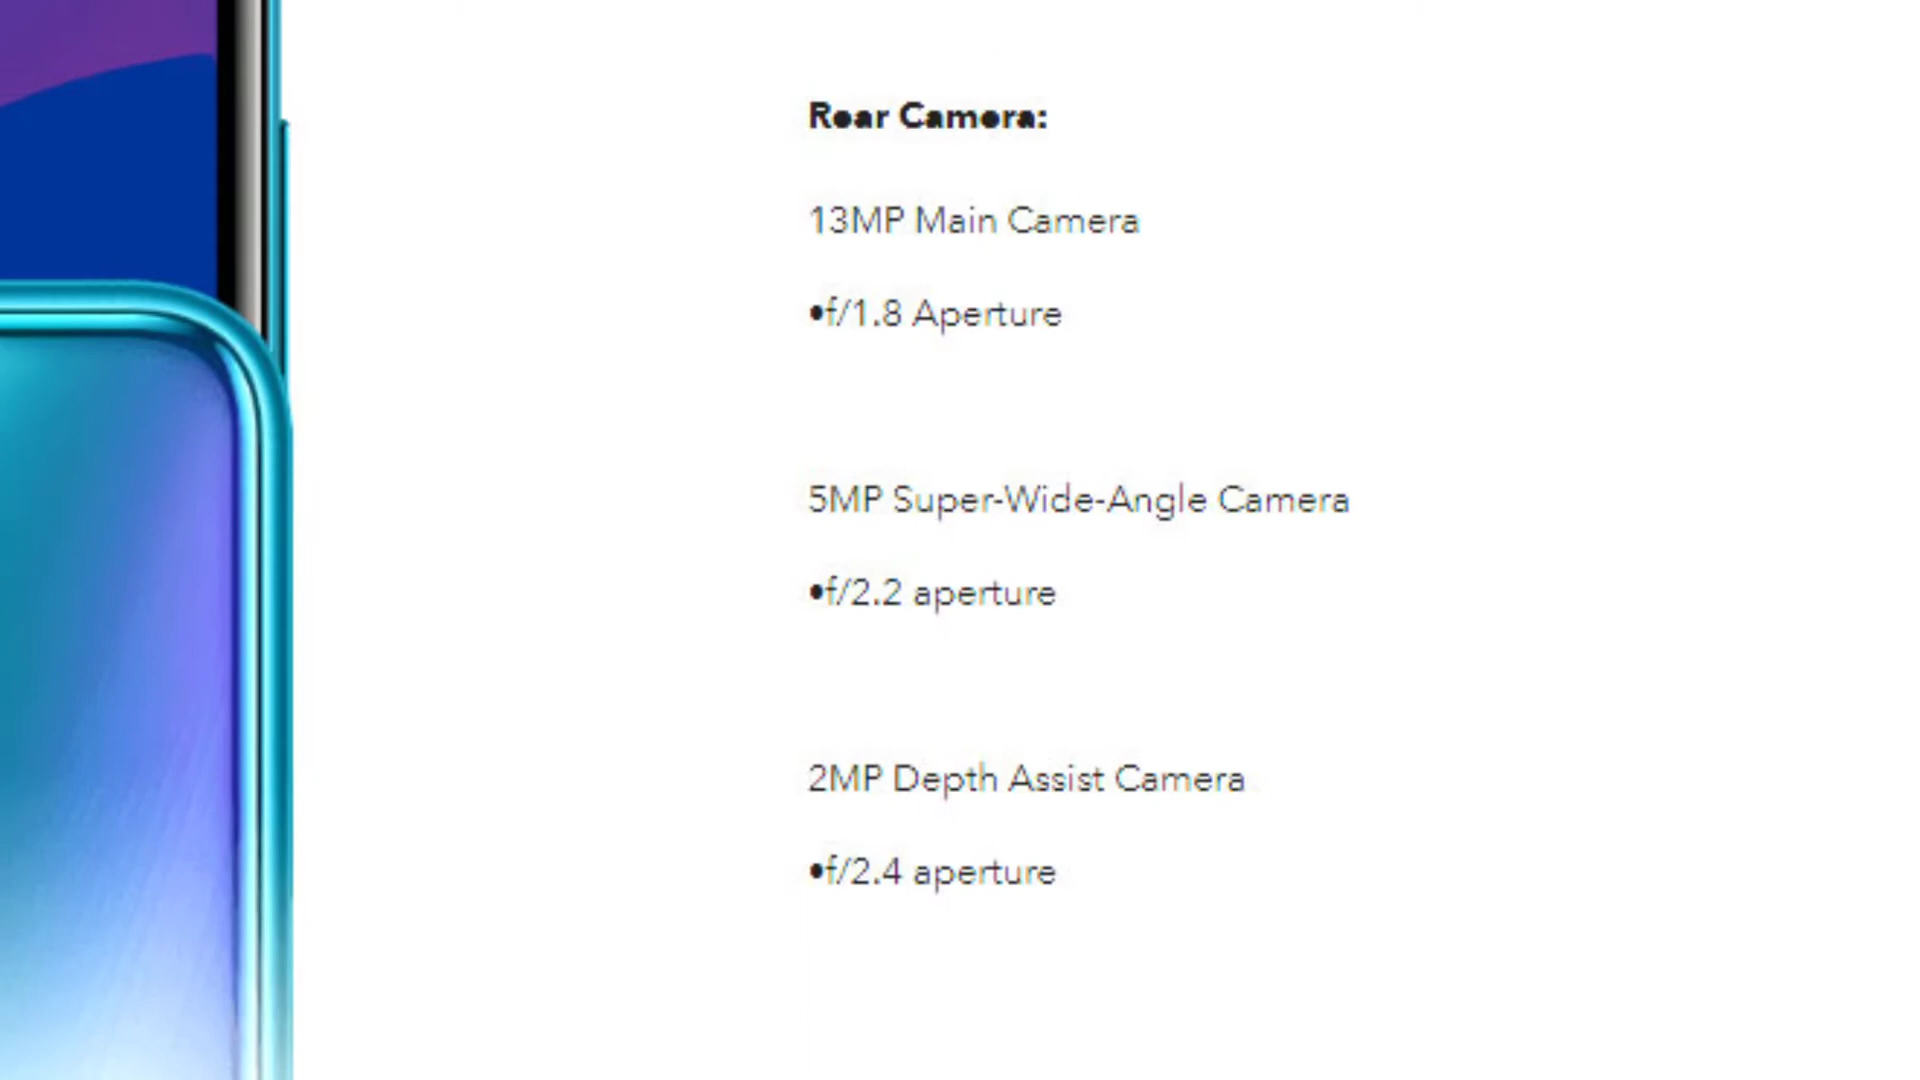 Rear Camera:
13MP Main Camera
•f/1.8 Aperture
5MP Super-Wide-Angle Camera
•f/2.2 aperture
2MP Depth Assist Camera
•f/2.4 aperture